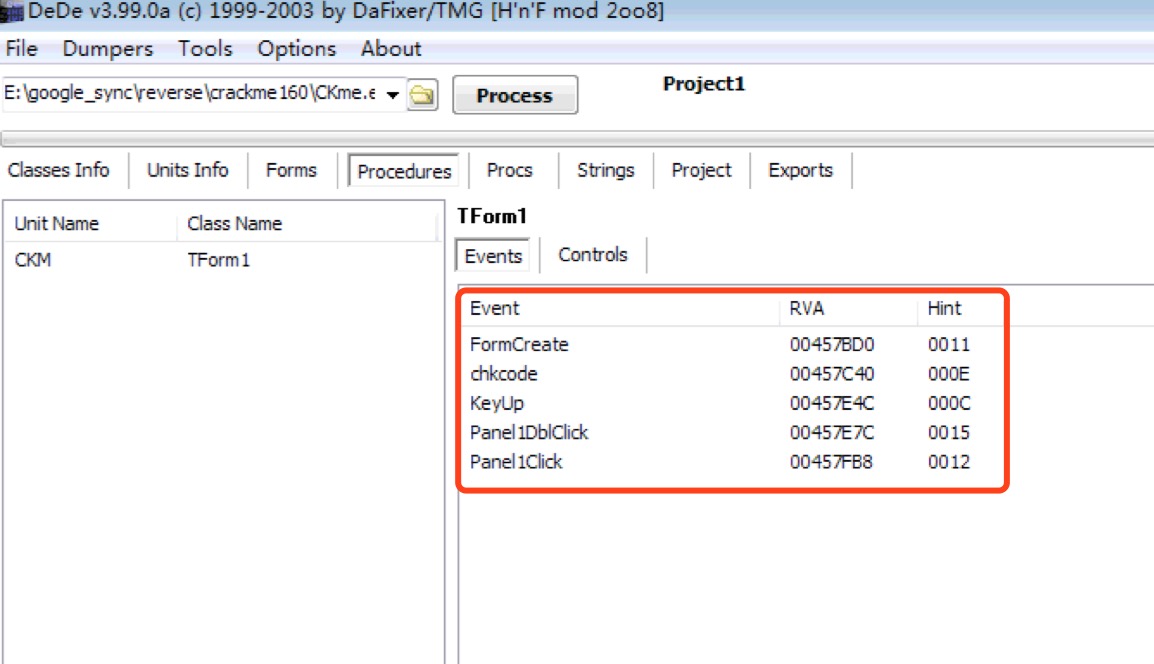 DeDe v3.99.0a (c) 1999-2003 by DaFixer/TMG [H'n'F mod 2oo8]
File Dumpers Tools Options About
E:\google_sync\reverse\crackme160\CKme.e Process Project1
Classes Info Units Info Forms Procedures Procs Strings Project Exports
Unit Name Class Name
CKM TForm1
TForm1
Events Controls
Event RVA Hint
FormCreate 00457BD0 0011
chkcode 00457C40 000E
KeyUp 00457E4C 000C
Panel1DblClick 00457E7C 0015
Panel1Click 00457FB8 0012